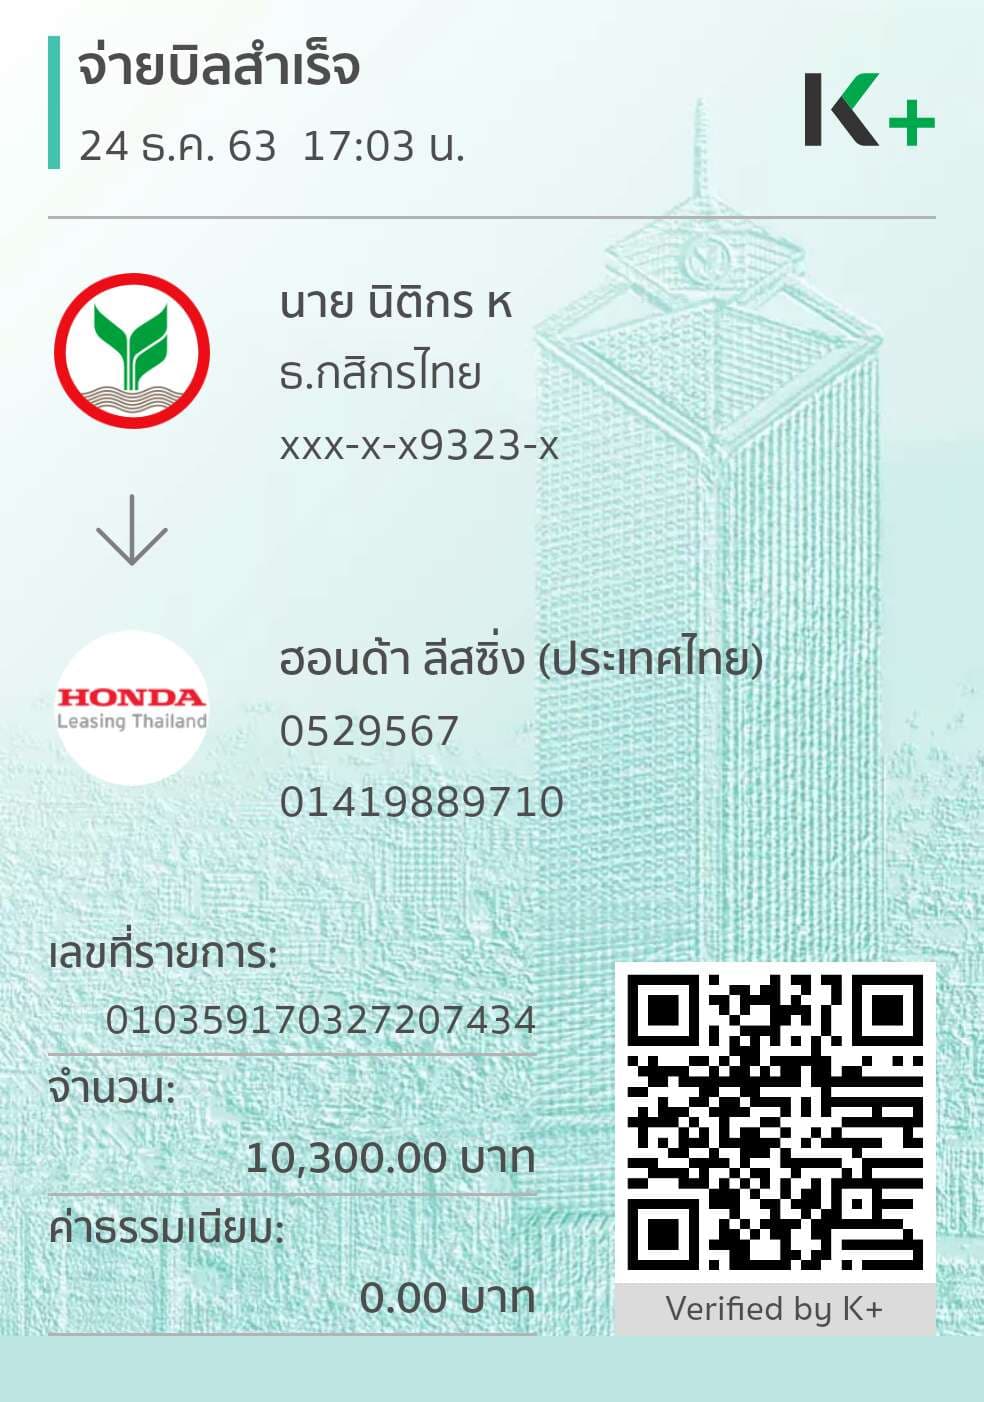 จ่ายบิลสำเร็จ
24 ธ.ค. 63 17:03 น.
K+
นาย นิติกร ห
ธ.กสิกรไทย
xxx-x-x9323-x
HONDA
Leasing Thailand
ฮอนด้า ลีสซิ่ง (ประเทศไทย)
0529567
01419889710
เลขที่รายการ:
010359170327207434
จำนวน:
10,300.00 บาท
ค่าธรรมเนียม:
0.00 บาท
Verified by K+